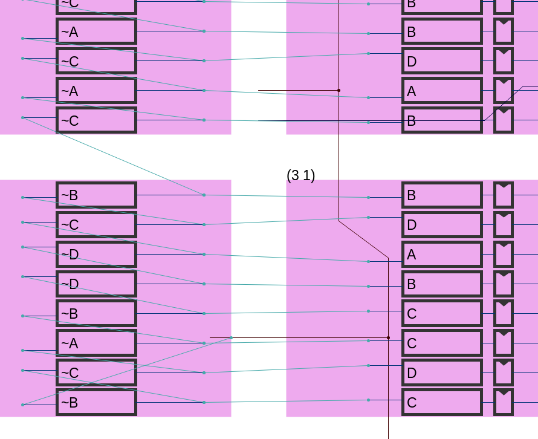 ~C B
~A B
~C D
~A A
~C B
(3 1)
~B B
~C D
~D A
~D B
~B C
~A C
~C D
~B C